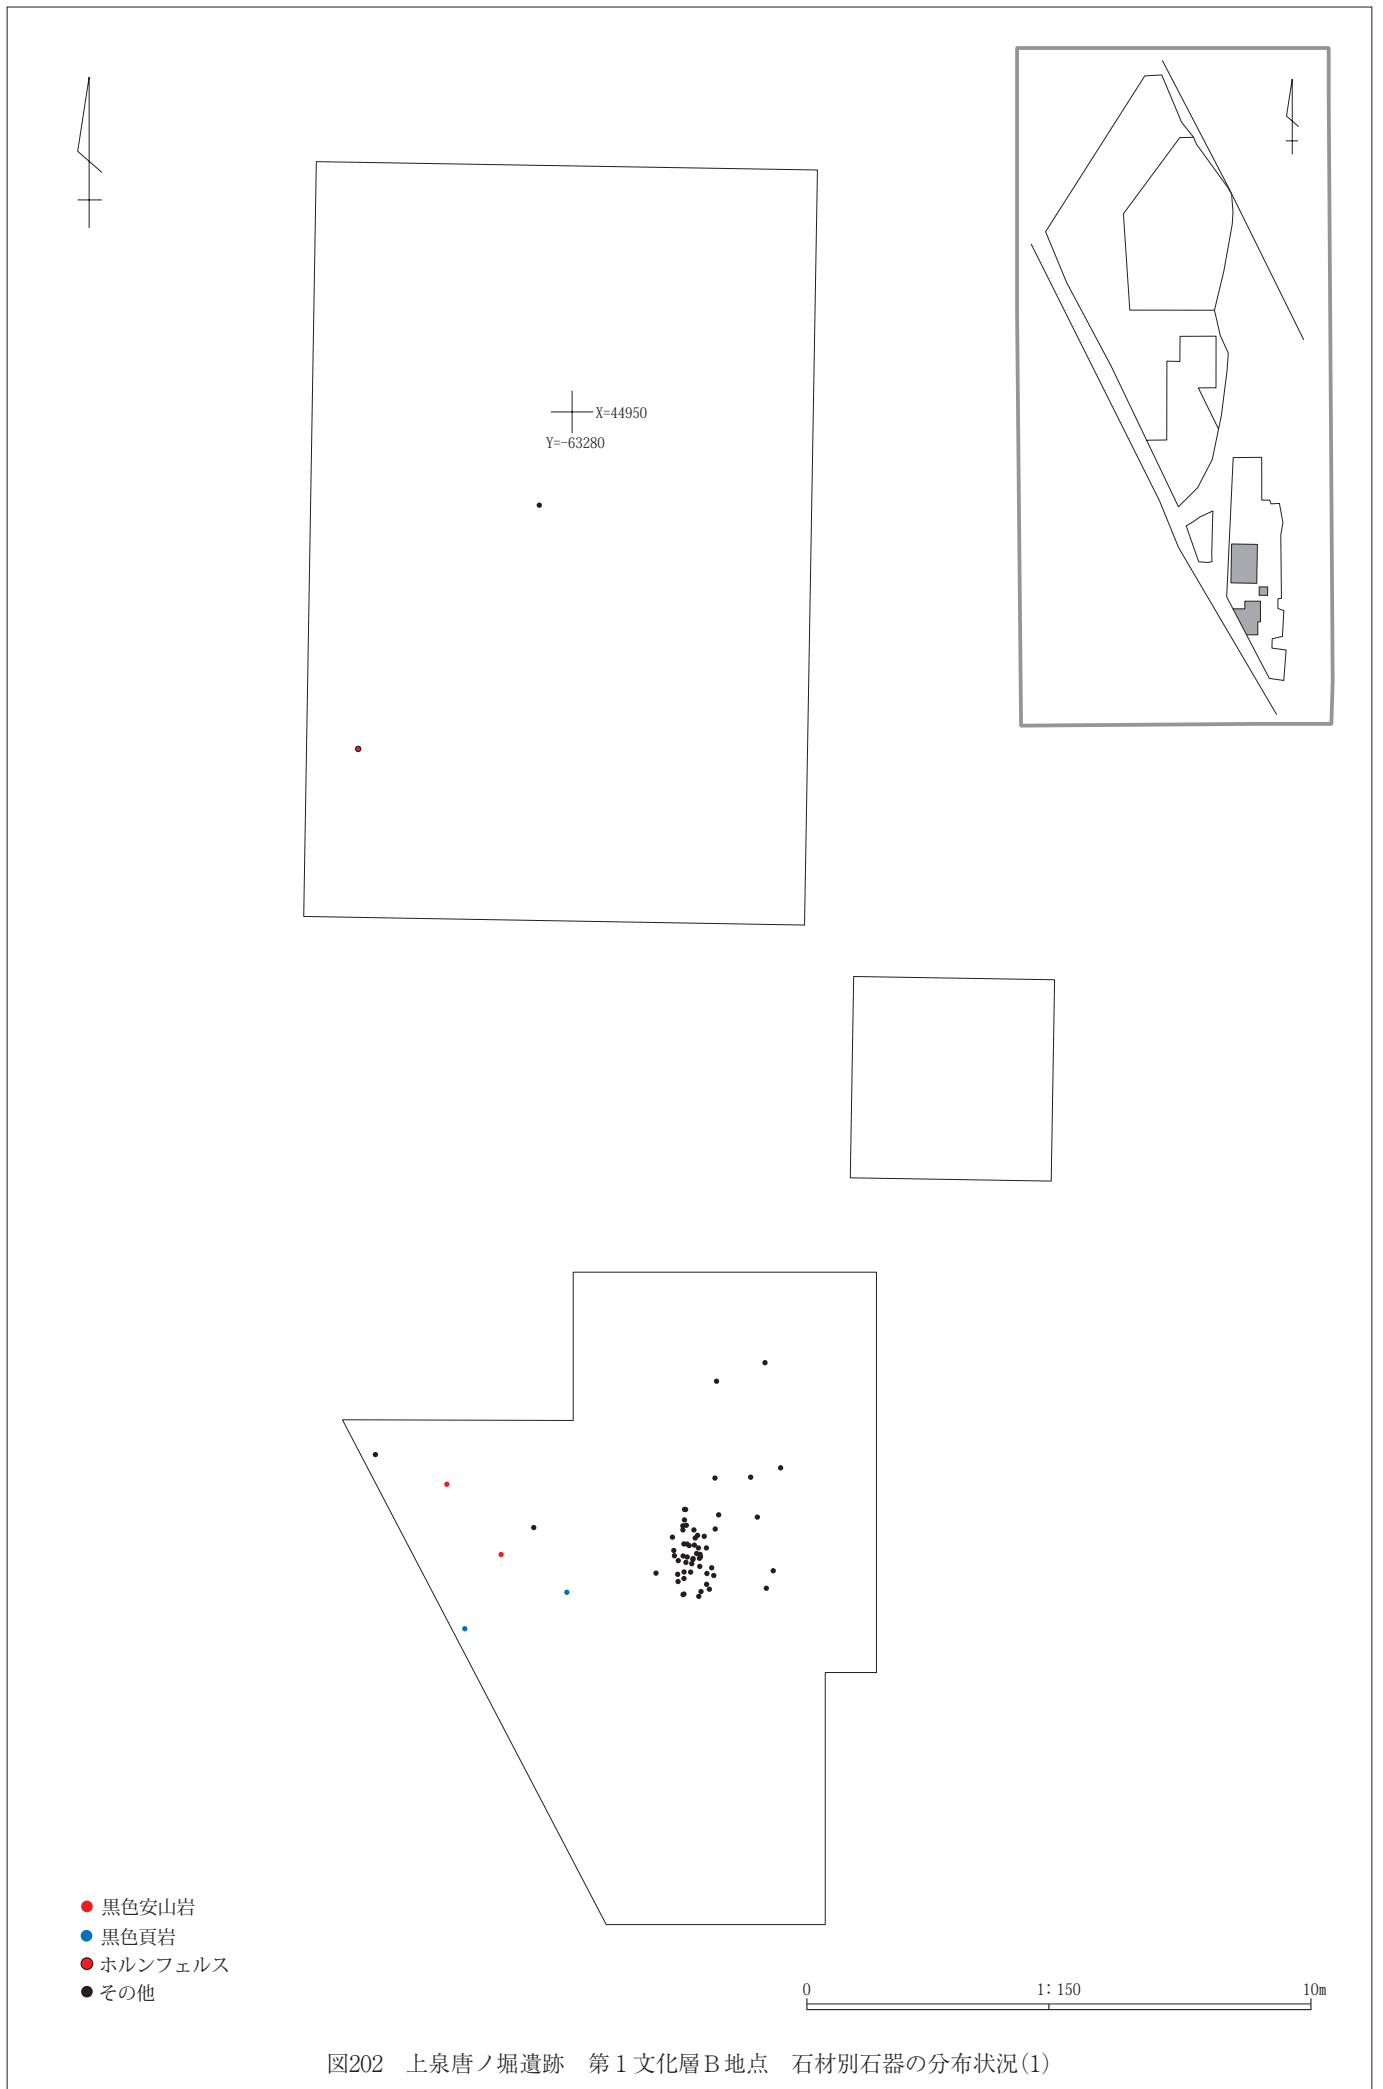 X=44950
Y=-63280
黒色安山岩
黒色頁岩
ホルンフェルス
その他
0 1:150 10m
図202 上泉唐ノ堀遺跡 第1文化層B地点 石材別石器の分布状況(1)